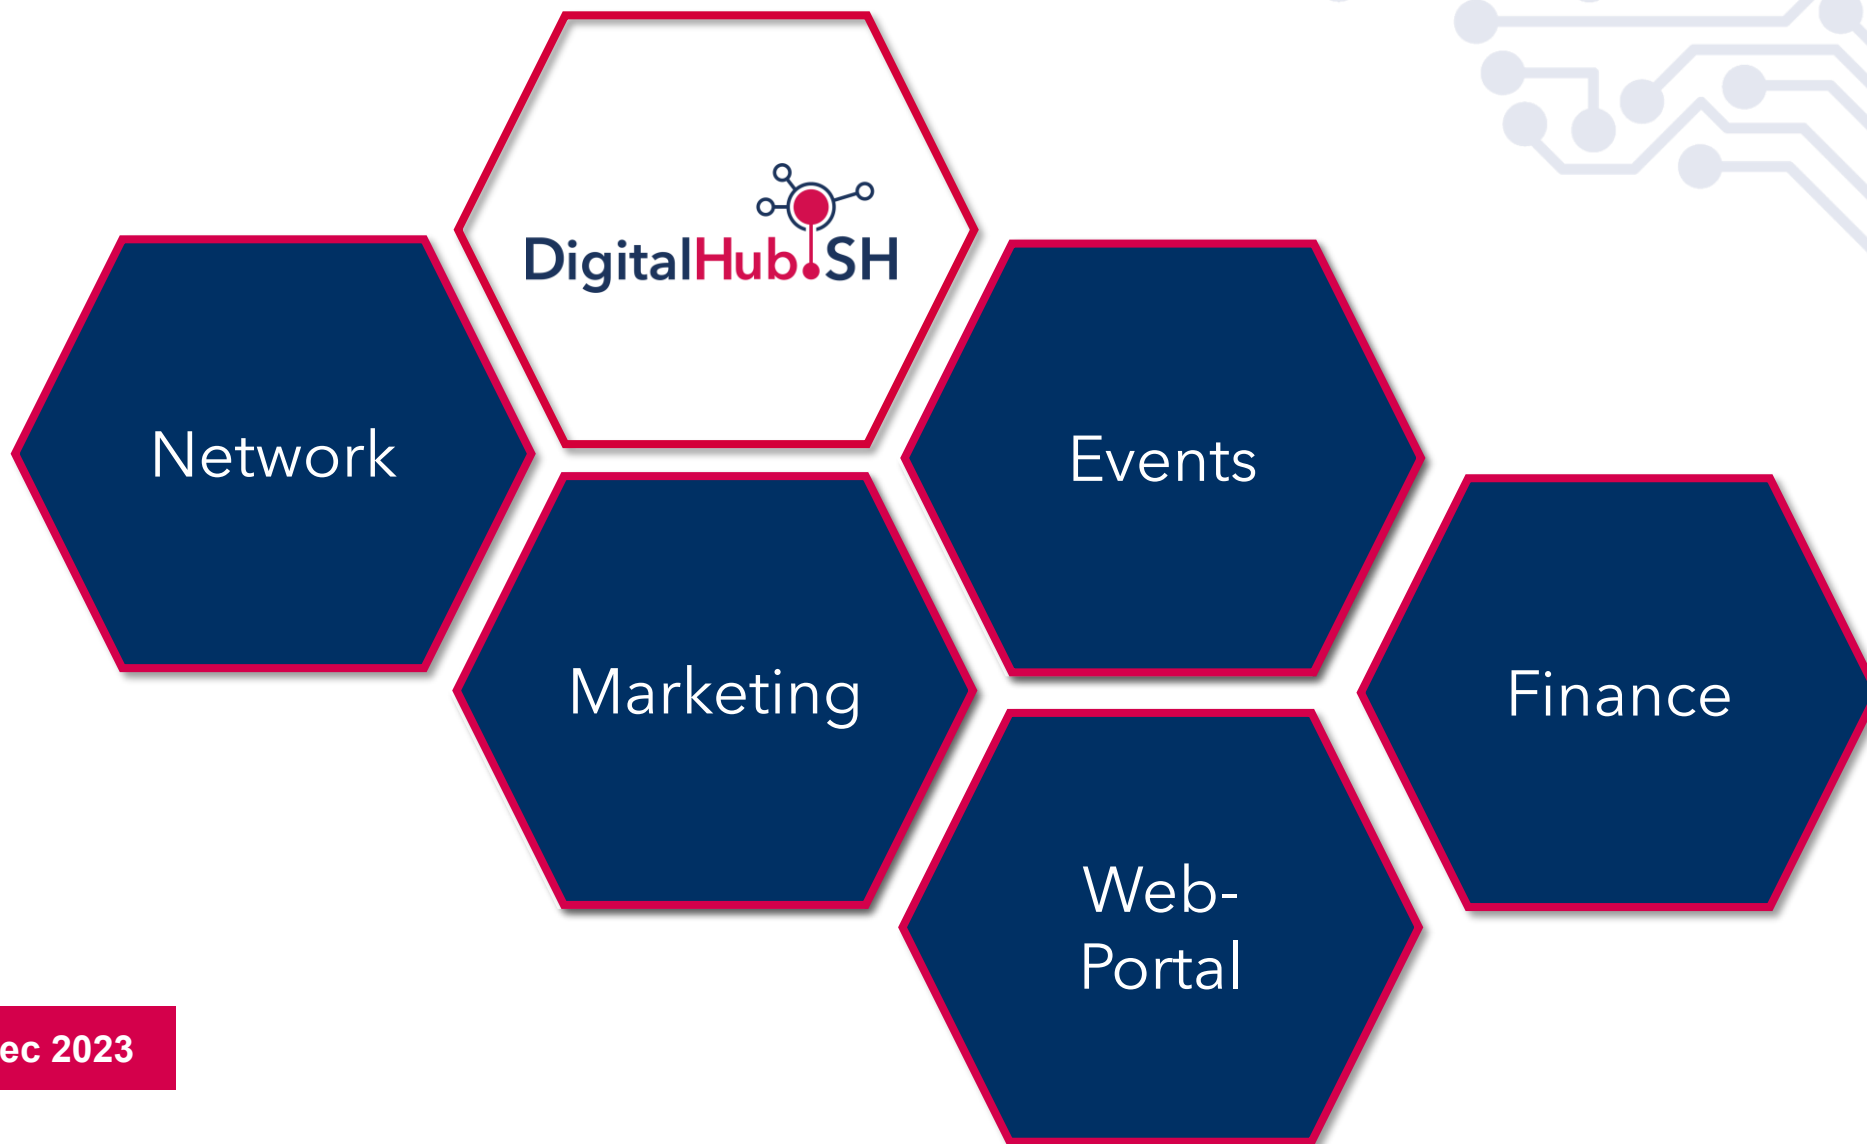 DigitalHub.SH
Network
Events
Marketing
Finance
Web-
Portal
ec 2023